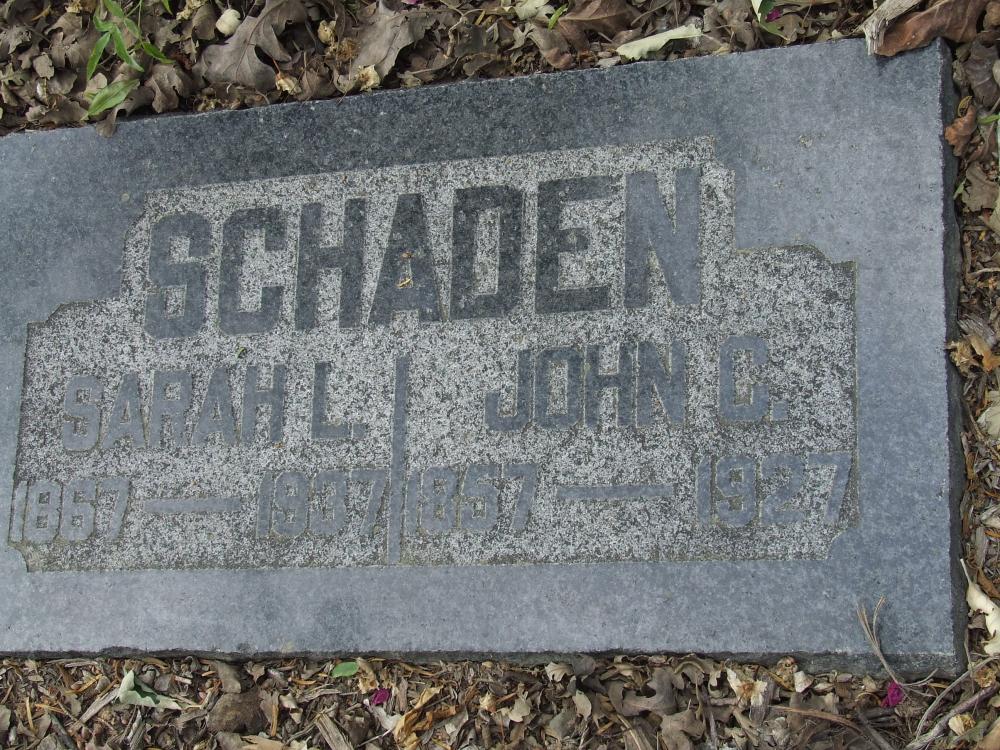 SCHADEN
SARAH L. JOHN C.
1867 — 1937 1857 — 1927